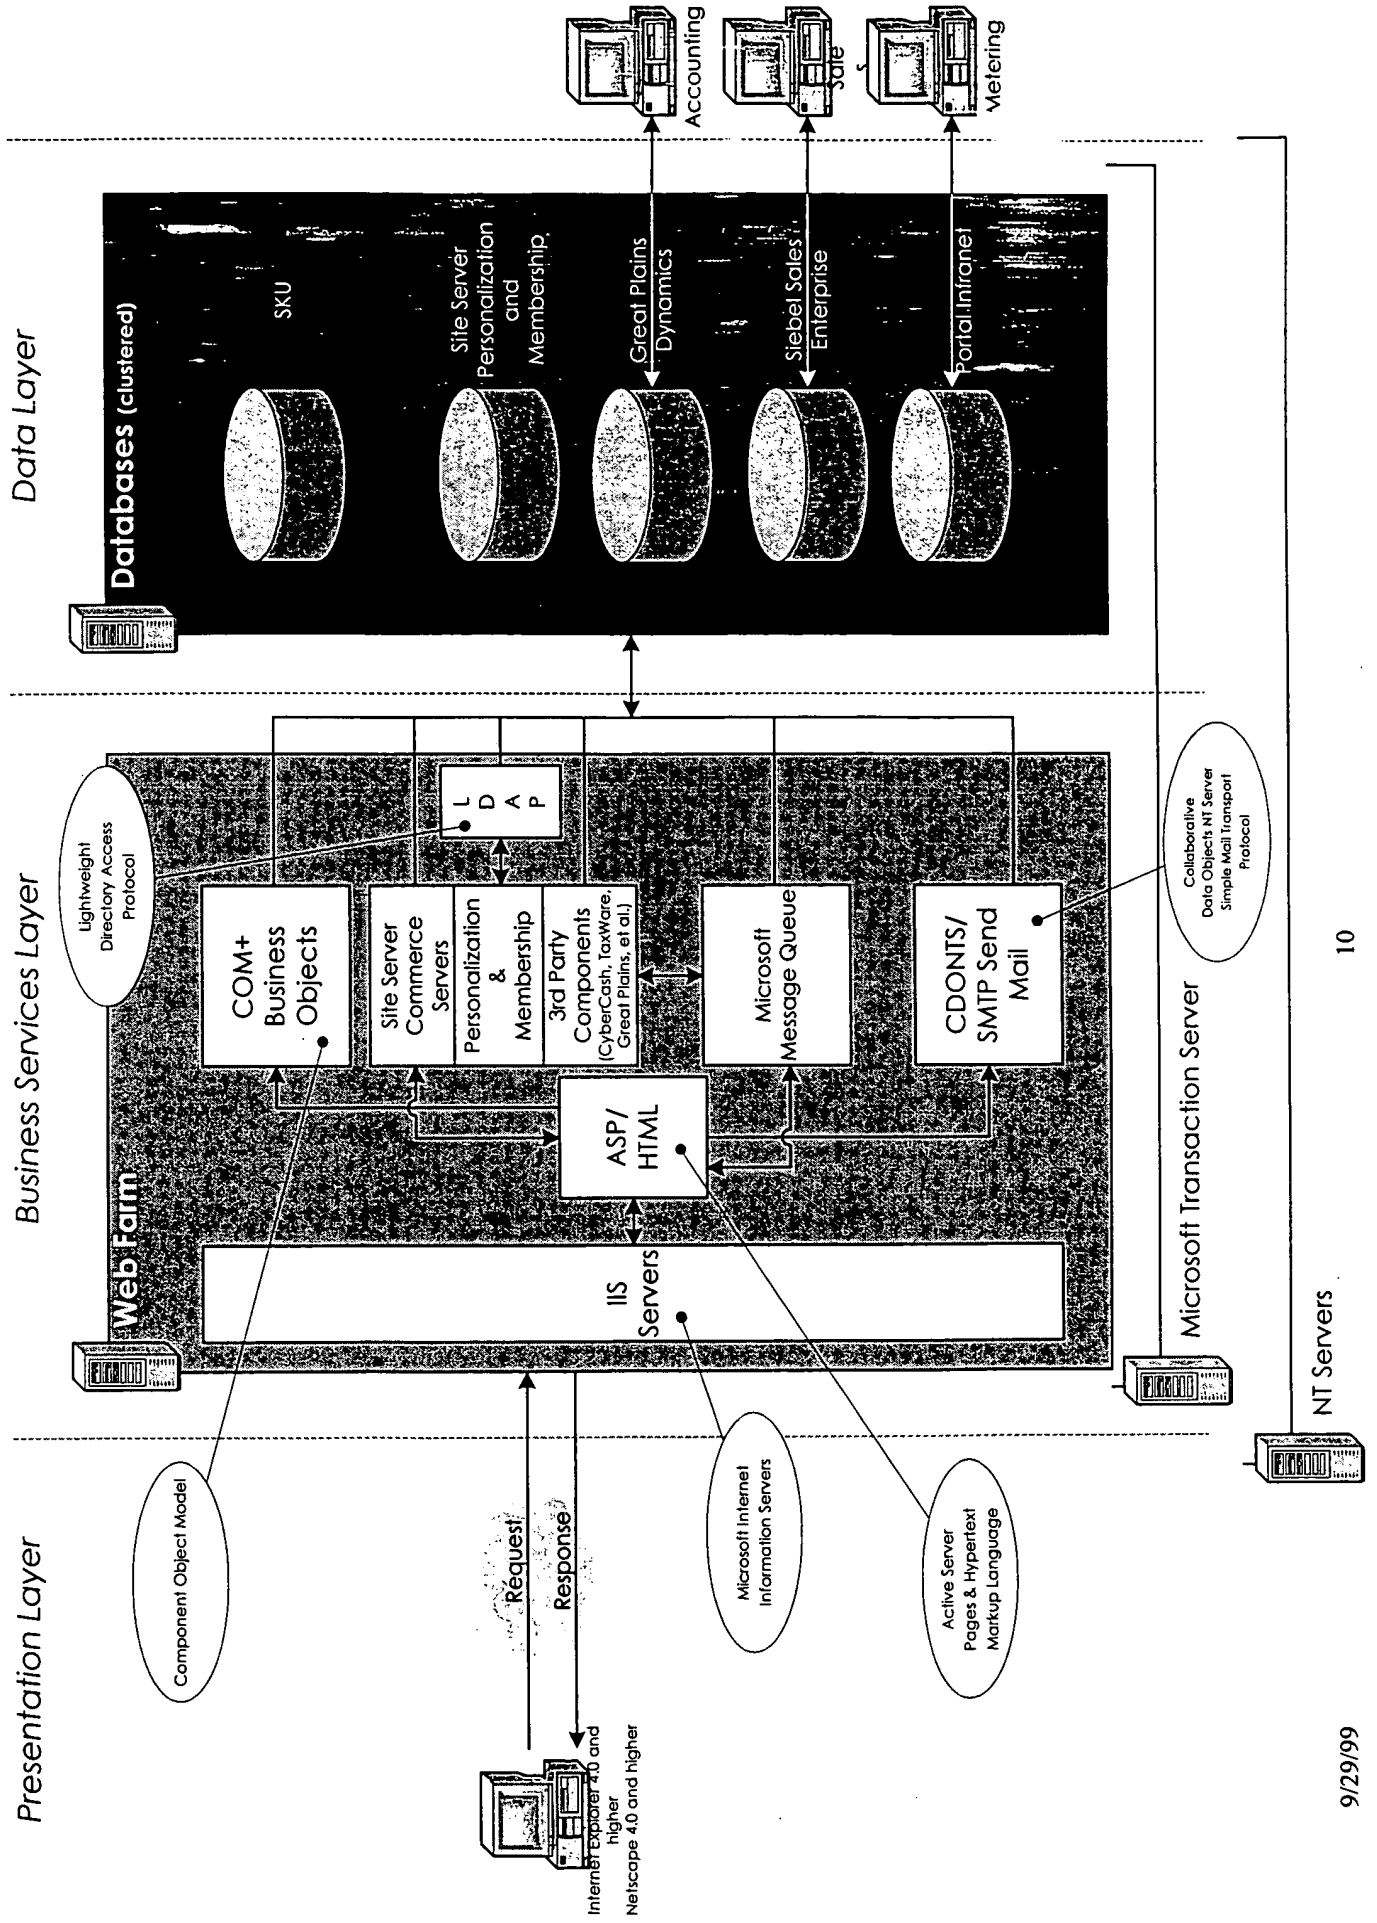 Presentation Layer
Business Services Layer
Data Layer
Component Object Model
Request
Response
Internet Explorer 4.0 and
higher
Netscape 4.0 and higher
Microsoft Internet
Information Servers
Active Server
Pages & Hypertext
Markup Language
Web Farm
Lightweight
Directory Access
Protocol
IIS
Servers
ASP/
HTML
COM+
Business
Objects
Site Server
Commerce
Servers
Personalization
&
Membership
3rd Party
Components
(CyberCash, TaxWare,
Great Plains, et al.)
L
D
A
P
Microsoft
Message Queue
CDONTS/
SMTP Send
Mail
Collaborative
Data Objects NT Server
Simple Mail Transport
Protocol
Databases (clustered)
SKU
Site Server
Personalization
and
Membership
Great Plains
Dynamics
Siebel Sales
Enterprise
Portal Infranet
Accounting
Sale
s
Metering
Microsoft Transaction Server
NT Servers
9/29/99
10